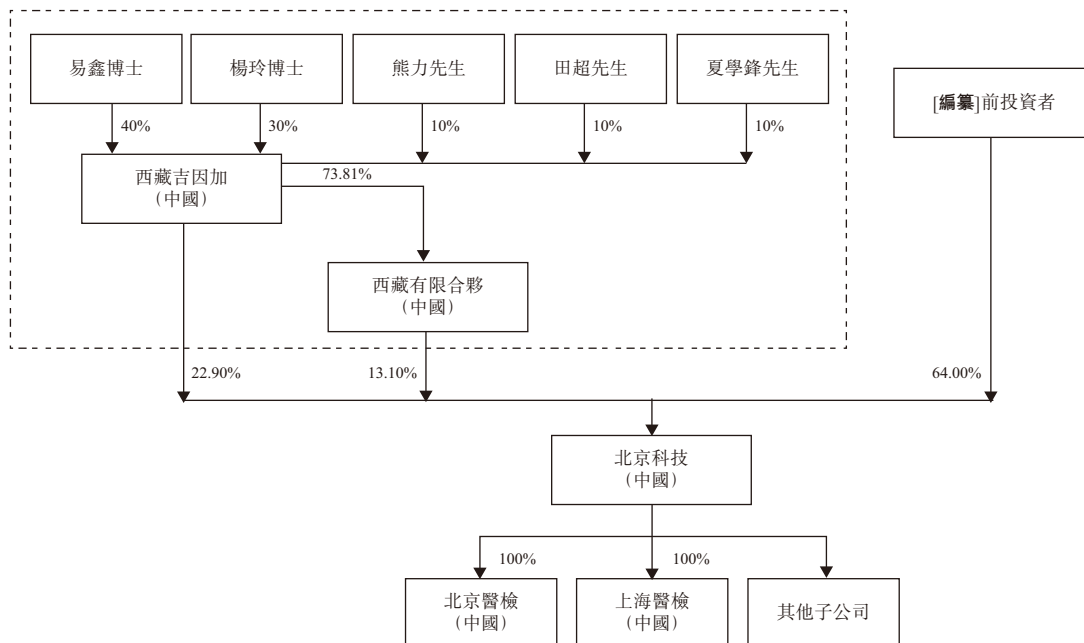 易鑫博士
楊玲博士
熊力先生
田超先生
夏學鋒先生
[編纂]前投資者
40%
30%
10%
10%
10%
西藏吉因加
(中國)
73.81%
西藏有限合夥
(中國)
22.90%
13.10%
64.00%
北京科技
(中國)
100%
100%
北京醫檢
(中國)
上海醫檢
(中國)
其他子公司